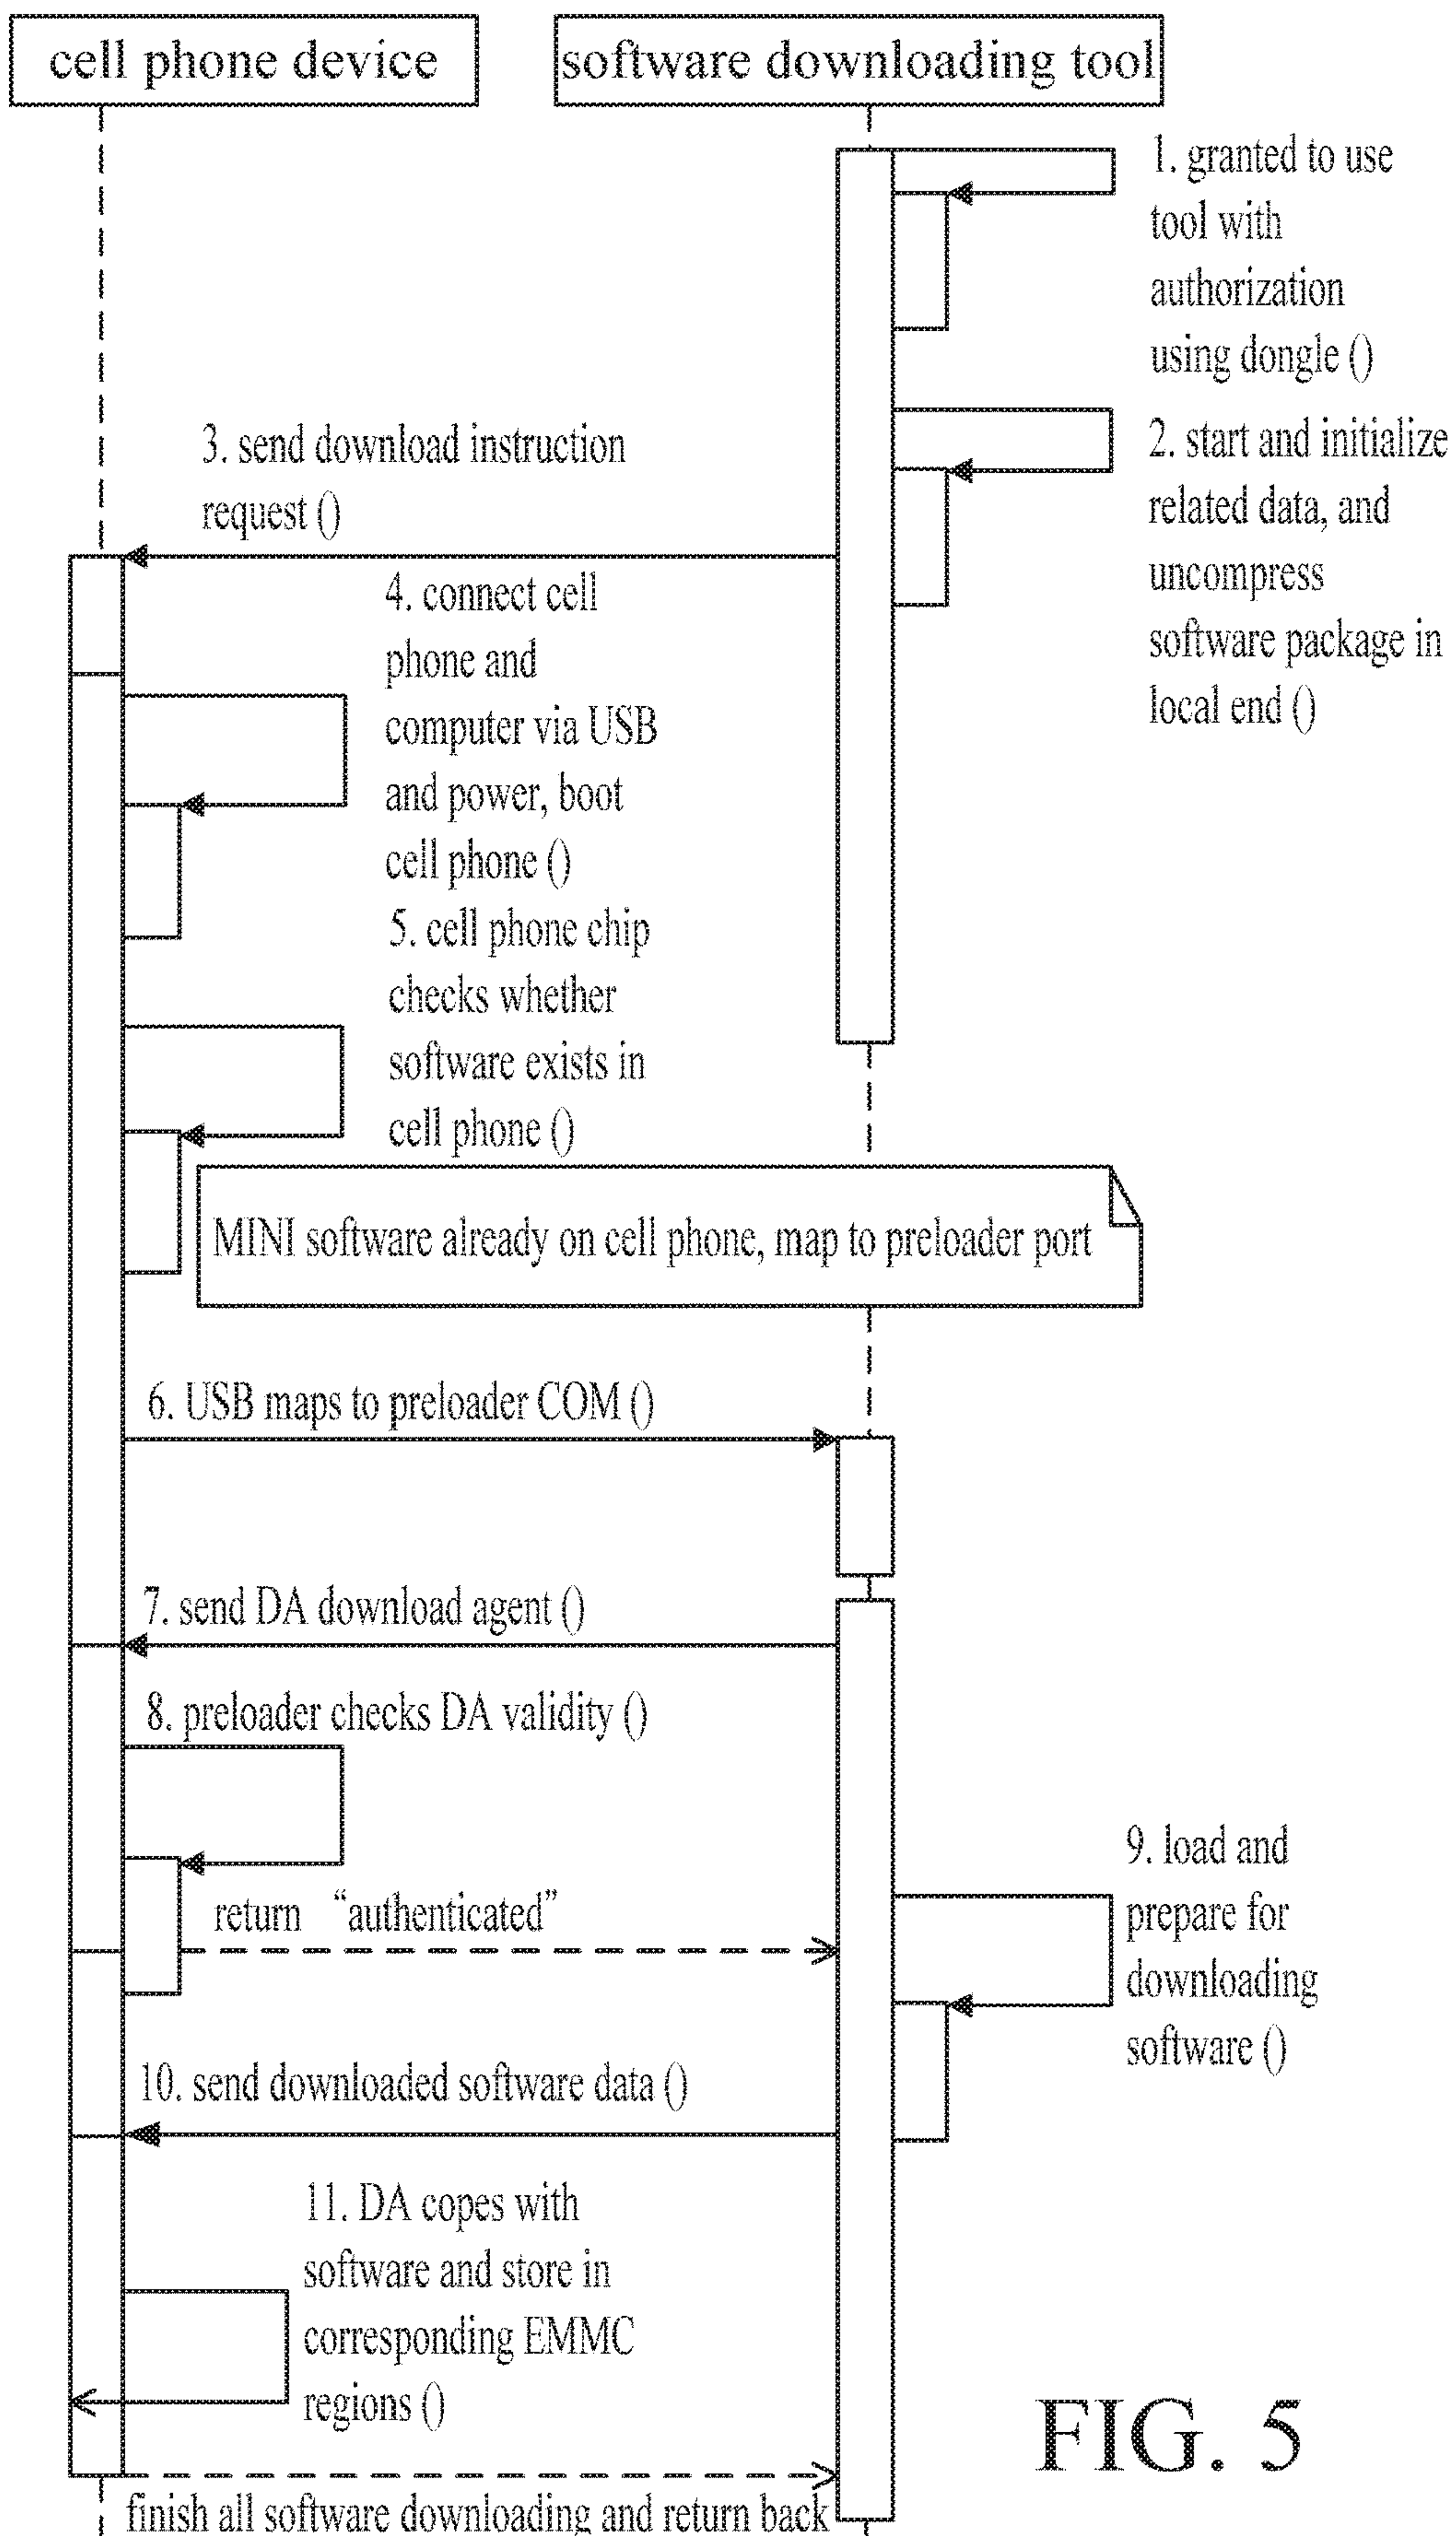 cell phone device
software downloading tool
1. granted to use
tool with
authorization
using dongle ()
2. start and initialize
related data, and
uncompress
software package in
local end ()
3. send download instruction
request ()
4. connect cell
phone and
computer via USB
and power, boot
cell phone ()
5. cell phone chip
checks whether
software exists in
cell phone ()
MINI software already on cell phone, map to preloader port
6. USB maps to preloader COM ()
7. send DA download agent ()
8. preloader checks DA validity ()
return “authenticated”
9. load and
prepare for
downloading
software ()
10. send downloaded software data ()
11. DA copes with
software and store in
corresponding EMMC
regions ()
finish all software downloading and return back
FIG. 5